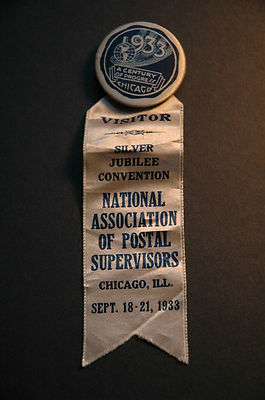 1933
A CENTURY
OF PROGRESS
CHICAGO
VISITOR
SILVER
JUBILEE
CONVENTION
NATIONAL
ASSOCIATION
OF POSTAL
SUPERVISORS
CHICAGO, ILL.
SEPT. 18-21, 1933